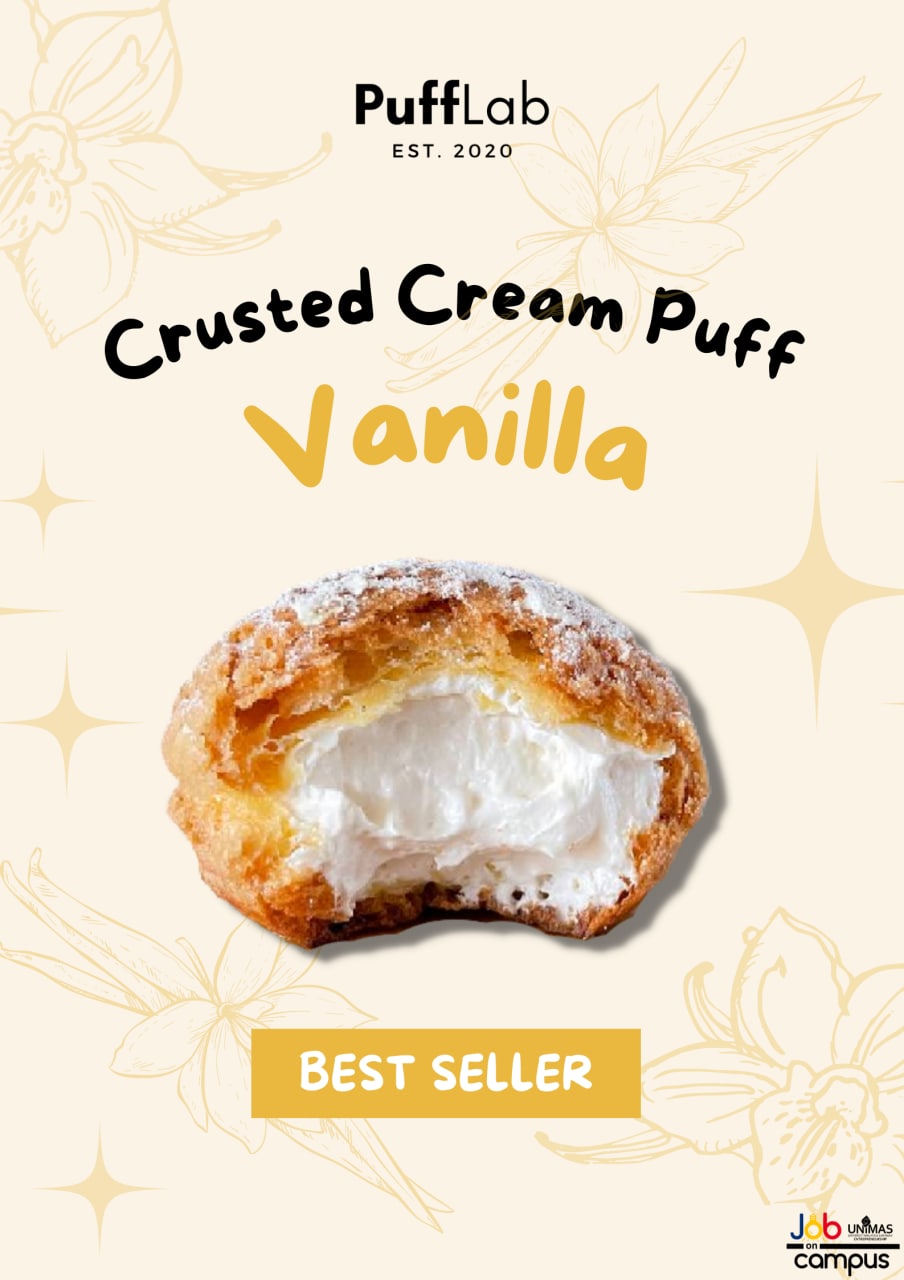 PuffLab
EST. 2020
Crusted Cream Puff
Vanilla
BEST SELLER
Job
UNIMAS
on
campus